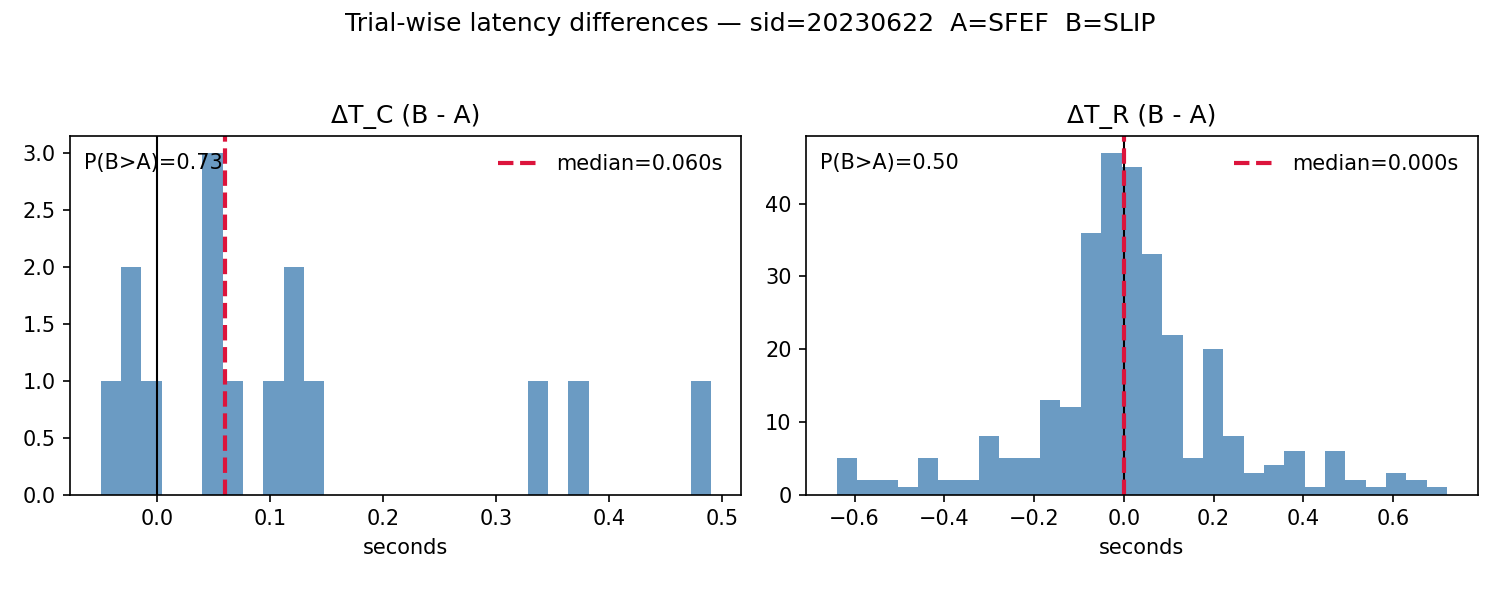 Trial-wise latency differences — sid=20230622  A=SFEF  B=SLIP
ΔT_C (B - A)
P(B>A)=0.73
median=0.060s
3.0
2.5
2.0
1.5
1.0
0.5
0.0
0.0 0.1 0.2 0.3 0.4 0.5
seconds
ΔT_R (B - A)
P(B>A)=0.50
median=0.000s
40
30
20
10
0
−0.6 −0.4 −0.2 0.0 0.2 0.4 0.6
seconds